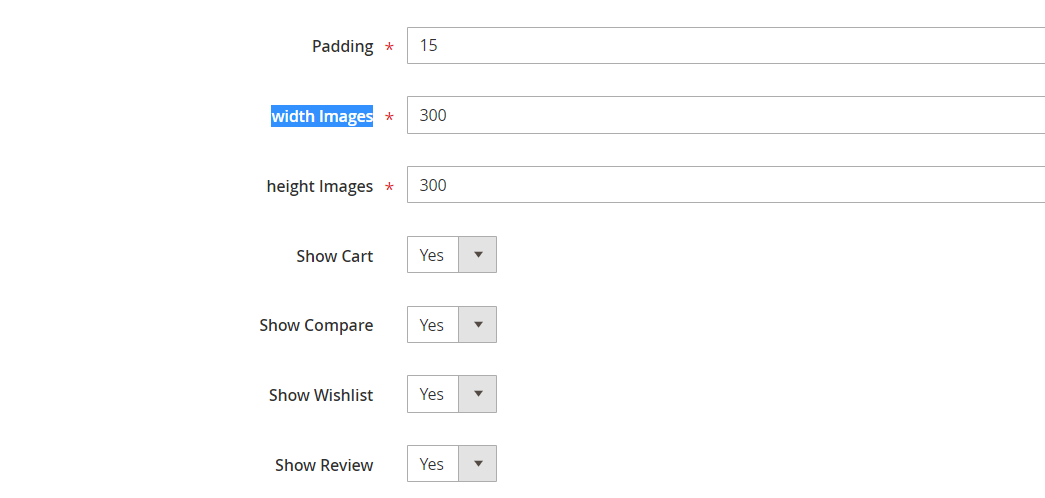 Padding * 15
width Images * 300
height Images * 300
Show Cart Yes
Show Compare Yes
Show Wishlist Yes
Show Review Yes